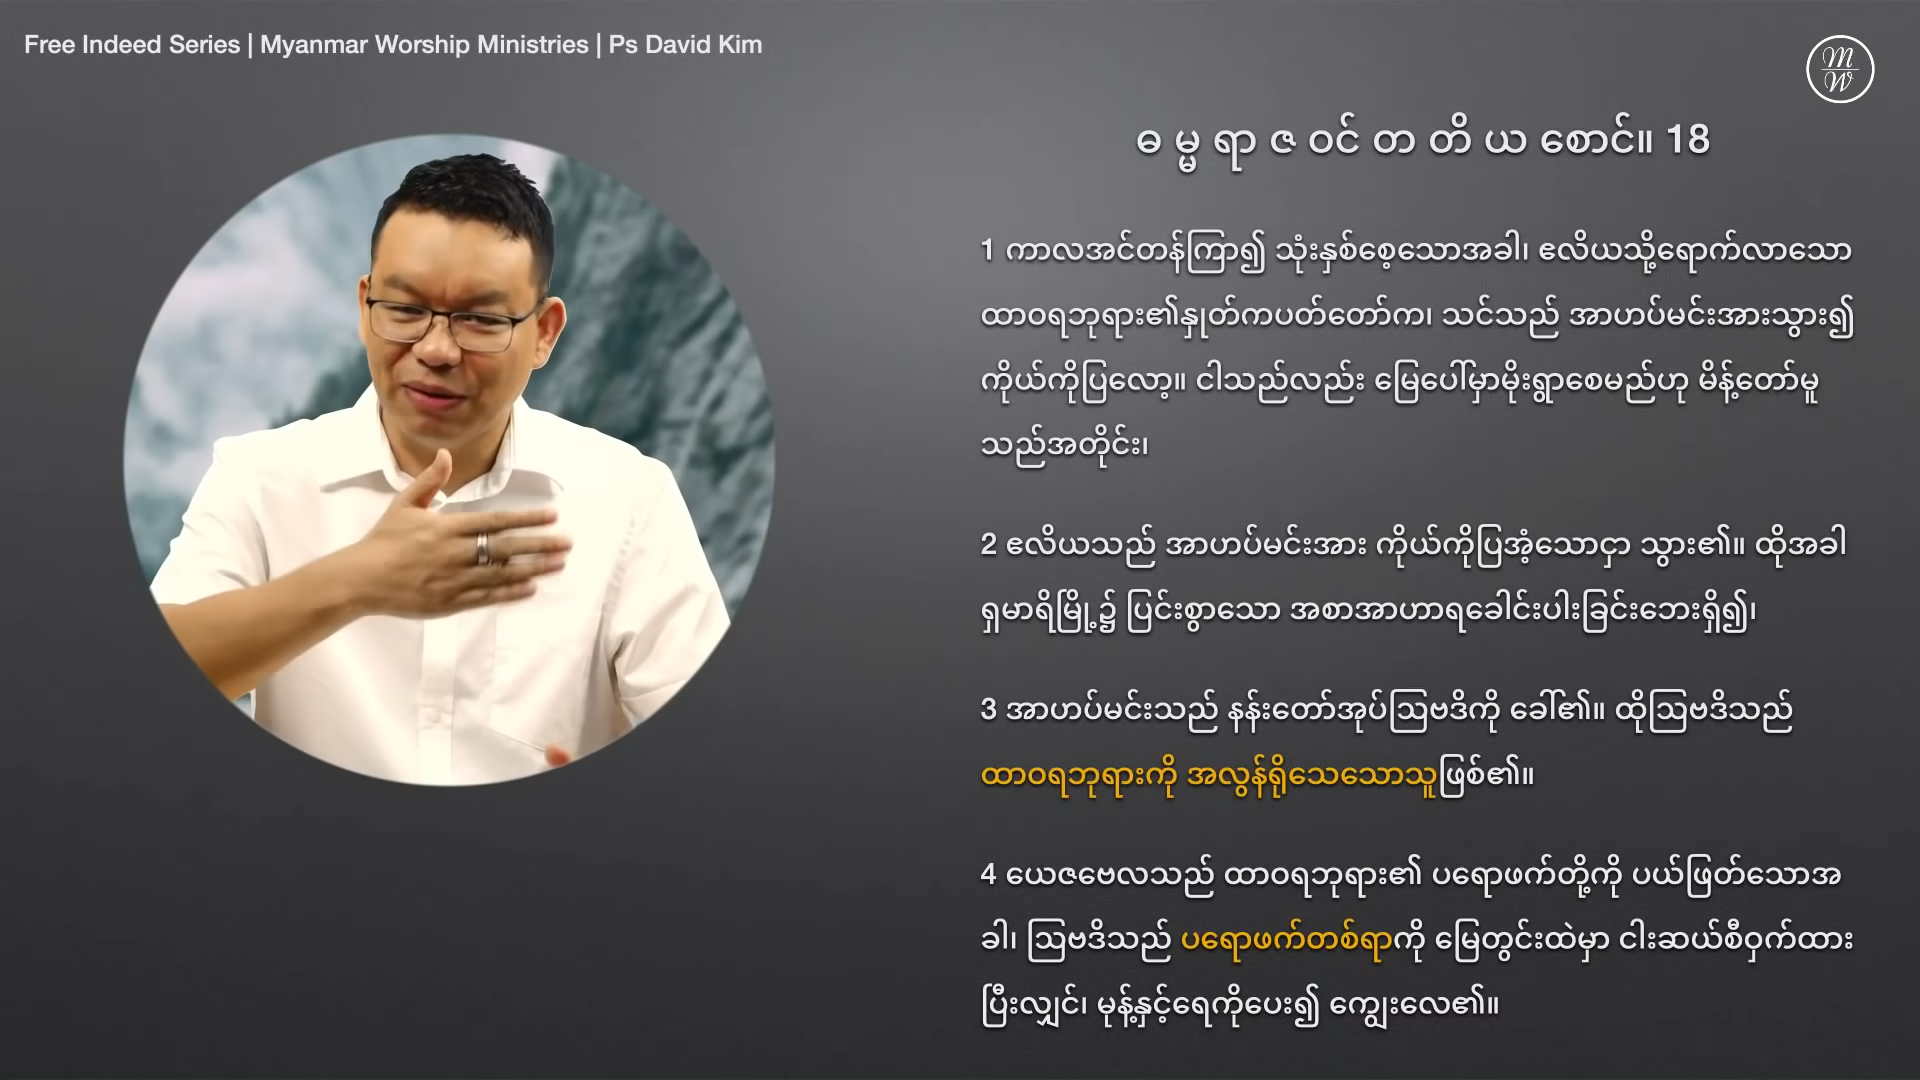 Free Indeed Series | Myanmar Worship Ministries | Ps David Kim
M
W
ဓ မ္မ ရာ ဇ ဝင် တ တိ ယ စောင်။ 18
1 ကာလအင်တန်ကြာ၍ သုံးနှစ်စေ့သောအခါ၊ ဧလိယသို့ရောက်လာသော
ထာဝရဘုရား၏နှုတ်ကပတ်တော်က၊ သင်သည် အာဟပ်မင်းအားသွား၍
ကိုယ်ကိုပြလော့။ ငါသည်လည်း မြေပေါ်မှာမိုးရွာစေမည်ဟု မိန့်တော်မူ
သည်အတိုင်း၊
2 ဧလိယသည် အာဟပ်မင်းအား ကိုယ်ကိုပြအံ့သောငှာ သွား၏။ ထိုအခါ
ရှမာရိမြို့၌ ပြင်းစွာသော အစာအာဟာရခေါင်းပါးခြင်းဘေးရှိ၍၊
3 အာဟပ်မင်းသည် နန်းတော်အုပ်ဩဗဒိကို ခေါ်၏။ ထိုဩဗဒိသည်
ထာဝရဘုရားကို အလွန်ရိုသေသောသူဖြစ်၏။
4 ယေဇဗေလသည် ထာဝရဘုရား၏ ပရောဖက်တို့ကို ပယ်ဖြတ်သောအ
ခါ၊ ဩဗဒိသည် ပရောဖက်တစ်ရာကို မြေတွင်းထဲမှာ ငါးဆယ်စီဝှက်ထား
ပြီးလျှင်၊ မုန့်နှင့်ရေကိုပေး၍ ကျွေးလေ၏။